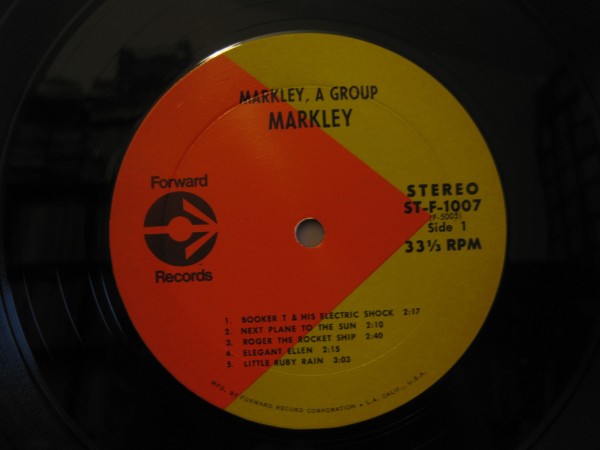 MARKLEY, A GROUP
MARKLEY
Forward
Records
STEREO
ST-F-1007
(F-5003)
Side 1
33⅓ RPM
1. BOOKER T & HIS ELECTRIC SHOCK 2:17
2. NEXT PLANE TO THE SUN 2:10
3. ROGER THE ROCKET SHIP 2:40
4. ELEGANT ELLEN 2:15
5. LITTLE RUBY RAIN 3:03
MFG. BY FORWARD RECORD CORPORATION • L.A. CALIF., U.S.A.